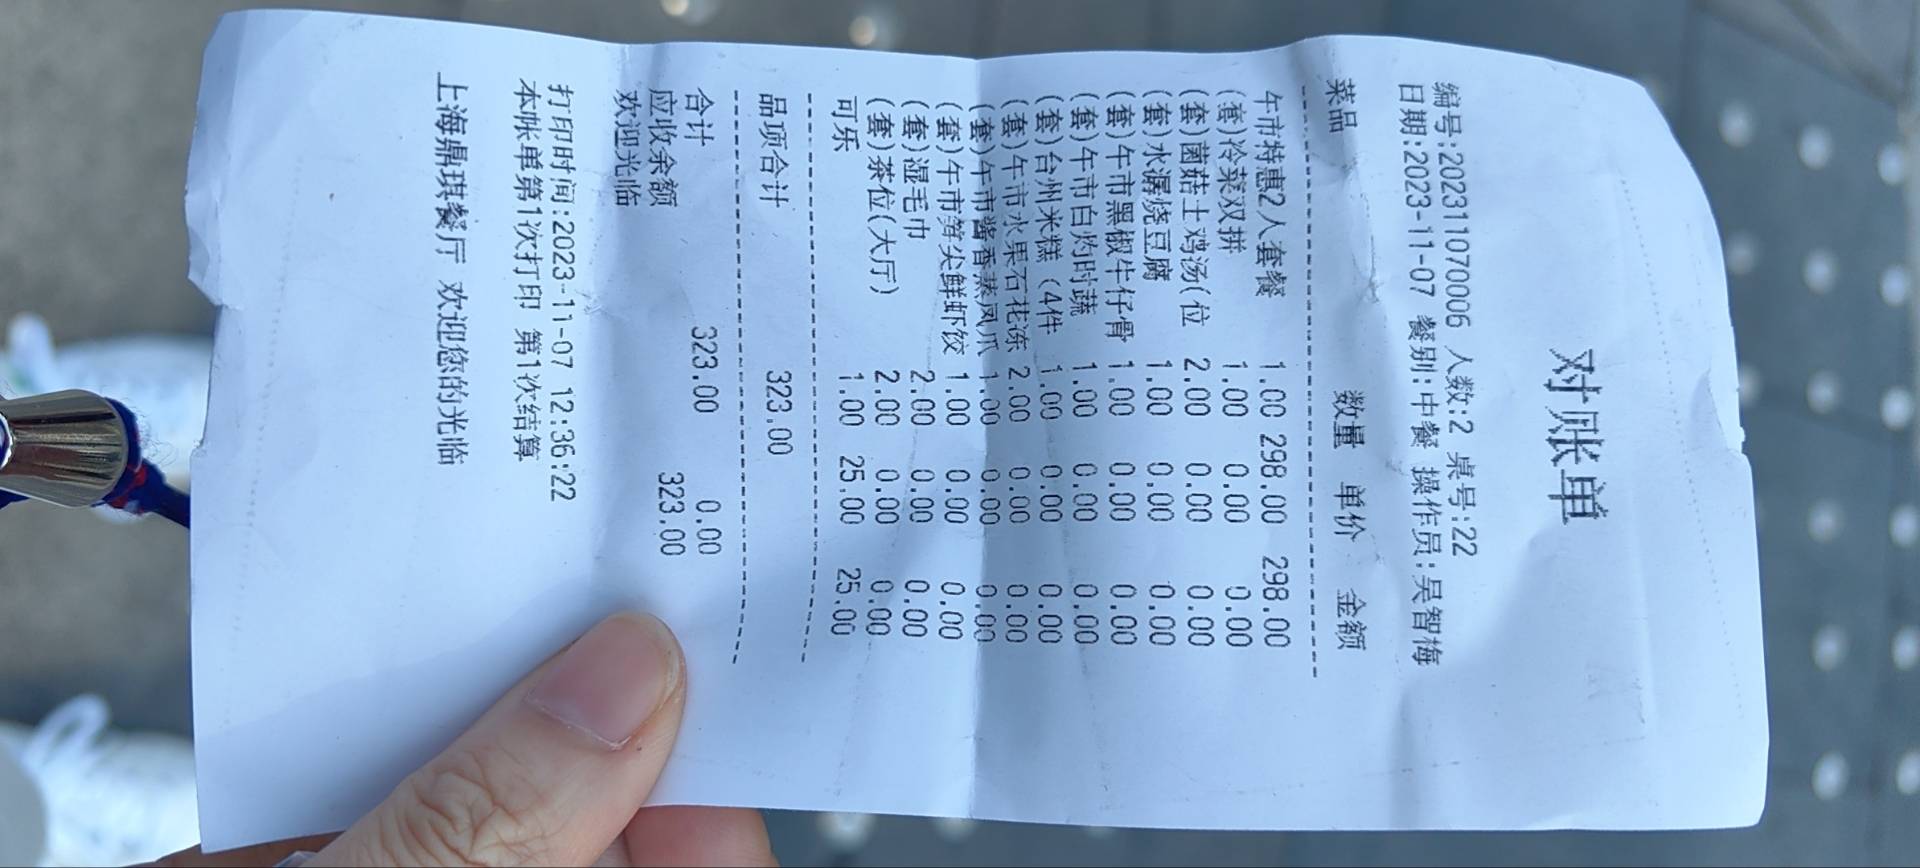 对账单
编号:202311070006 人数:2 桌号:22
日期:2023-11-07 餐别:中餐 操作员:吴智梅
菜品 数量 单价 金额
午市特惠2人套餐 1.00 298.00 298.00
(套)冷菜双拼 1.00 0.00 0.00
(套)菌菇土鸡汤(位 2.00 0.00 0.00
(套)水潺烧豆腐 1.00 0.00 0.00
(套)午市黑椒牛仔骨 1.00 0.00 0.00
(套)午市白灼时蔬 1.00 0.00 0.00
(套)台州米糕(4件 1.00 0.00 0.00
(套)午市水果石花冻 2.00 0.00 0.00
(套)午市酱香蒸凤爪 1.00 0.00 0.00
(套)午市笋尖鲜虾饺 1.00 0.00 0.00
(套)湿毛巾 2.00 0.00 0.00
(套)茶位(大厅) 2.00 0.00 0.00
可乐 1.00 25.00 25.00
品项合计 323.00
合计 323.00 0.00
应收余额 323.00
欢迎光临
打印时间:2023-11-07 12:36:22
本帐单第1次打印 第1次结算
上海鼎琪餐厅 欢迎您的光临